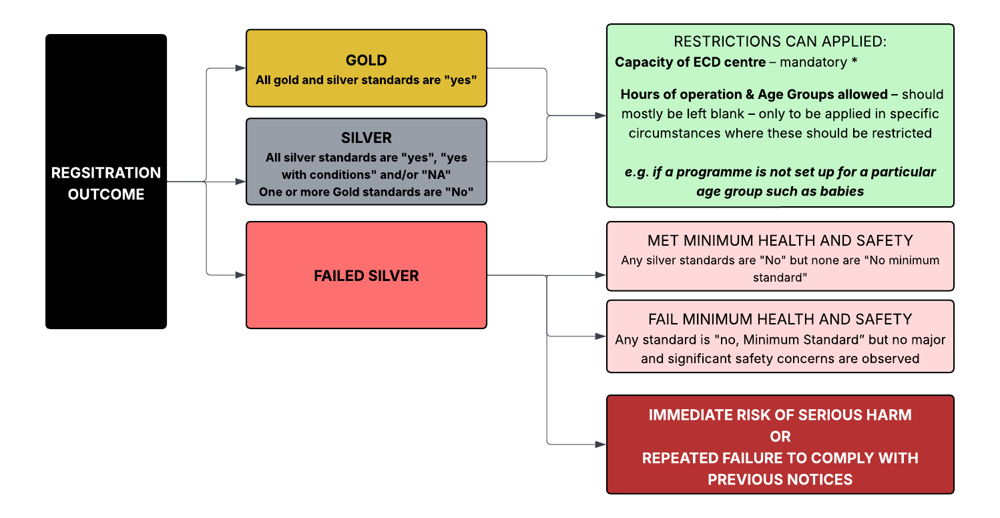 REGSITRATION
OUTCOME
GOLD
All gold and silver standards are "yes"
SILVER
All silver standards are "yes", "yes
with conditions" and/or "NA"
One or more Gold standards are "No"
FAILED SILVER
RESTRICTIONS CAN APPLIED:
Capacity of ECD centre – mandatory *
Hours of operation & Age Groups allowed – should
mostly be left blank – only to be applied in specific
circumstances where these should be restricted
e.g. if a programme is not set up for a particular
age group such as babies
MET MINIMUM HEALTH AND SAFETY
Any silver standards are "No" but none are "No minimum
standard"
FAIL MINIMUM HEALTH AND SAFETY
Any standard is "no, Minimum Standard” but no major
and significant safety concerns are observed
IMMEDIATE RISK OF SERIOUS HARM
OR
REPEATED FAILURE TO COMPLY WITH
PREVIOUS NOTICES